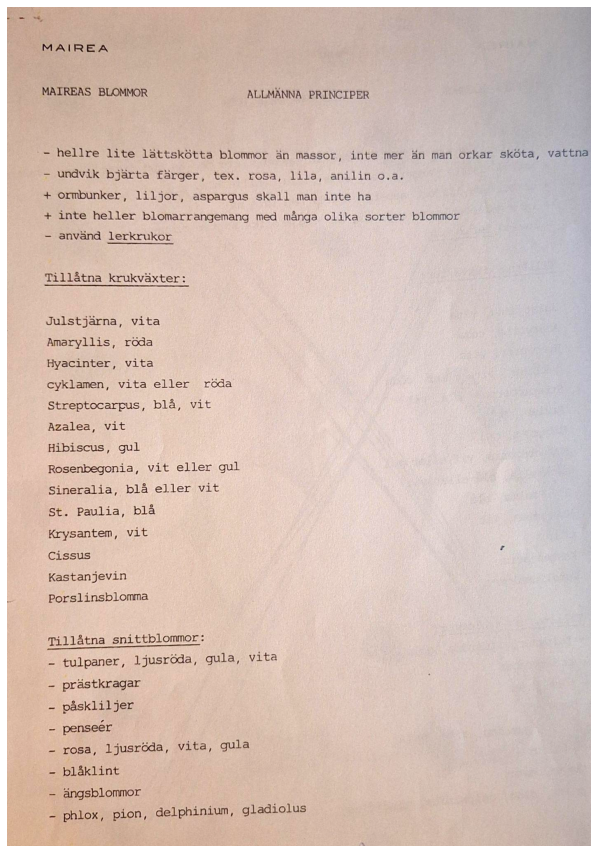 MAIREA
MAIREAS BLOMMOR ALLMÄNNA PRINCIPER
- hellre lite lättskötta blommor än massor, inte mer än man orkar sköta, vattna
- undvik bjärta färger, tex. rosa, lila, anilin o.a.
+ ormbunker, liljor, aspargus skall man inte ha
+ inte heller blomarrangemang med många olika sorter blommor
- använd lerkrukor
Tillåtna krukväxter:
Julstjärna, vita
Amaryllis, röda
Hyacinter, vita
cyklamen, vita eller röda
Streptocarpus, blå, vit
Azalea, vit
Hibiscus, gul
Rosenbegonia, vit eller gul
Sineralia, blå eller vit
St. Paulia, blå
Krysantem, vit
Cissus
Kastanjevin
Porslinsblomma
Tillåtna snittblommor:
- tulpaner, ljusröda, gula, vita
- prästkragar
- påskliljer
- penseér
- rosa, ljusröda, vita, gula
- blåklint
- ängsblommor
- phlox, pion, delphinium, gladiolus